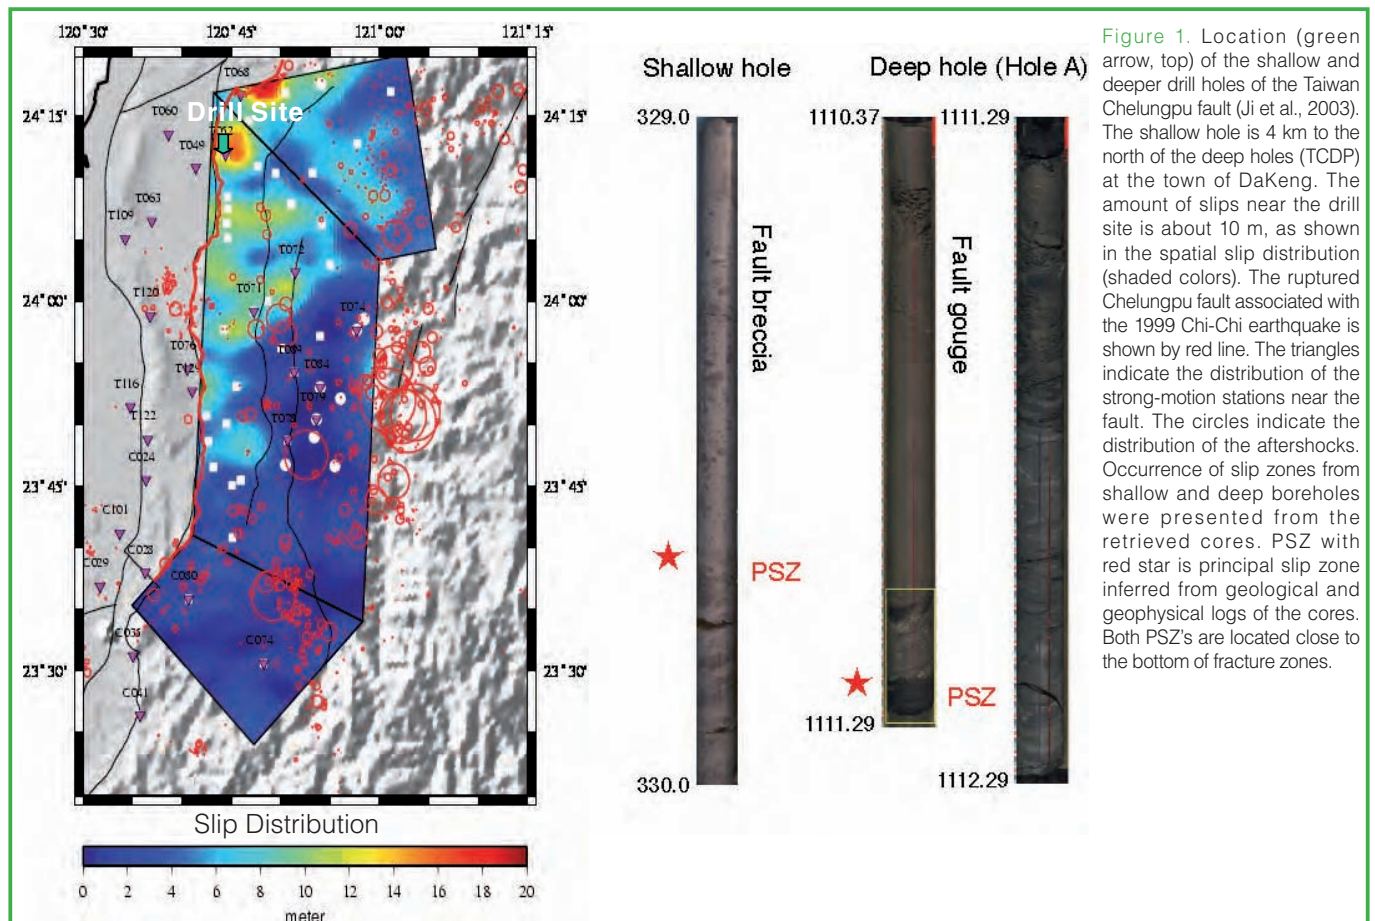 120°30'
120°45'
121°00'
121°15'
T068
T060
Drill Site
24°15'
24°15'
T049
T063
T109
T072
T120
T071
24°00'
24°00'
T074
T076
T129
T084
T116
T079
T122
T078
C024
23°45'
23°45'
C101
C028
C029
C080
C035
C074
23°30'
23°30'
C041
Slip Distribution
0 2 4 6 8 10 12 14 16 18 20
meter
Shallow hole
Deep hole (Hole A)
329.0
1110.37
1111.29
Fault breccia
Fault gouge
PSZ
PSZ
1111.29
330.0
1112.29
Figure 1. Location (green
arrow, top) of the shallow and
deeper drill holes of the Taiwan
Chelungpu fault (Ji et al., 2003).
The shallow hole is 4 km to the
north of the deep holes (TCDP)
at the town of DaKeng. The
amount of slips near the drill
site is about 10 m, as shown
in the spatial slip distribution
(shaded colors). The ruptured
Chelungpu fault associated with
the 1999 Chi-Chi earthquake is
shown by red line. The triangles
indicate the distribution of the
strong-motion stations near the
fault. The circles indicate the
distribution of the aftershocks.
Occurrence of slip zones from
shallow and deep boreholes
were presented from the
retrieved cores. PSZ with
red star is principal slip zone
inferred from geological and
geophysical logs of the cores.
Both PSZ's are located close to
the bottom of fracture zones.